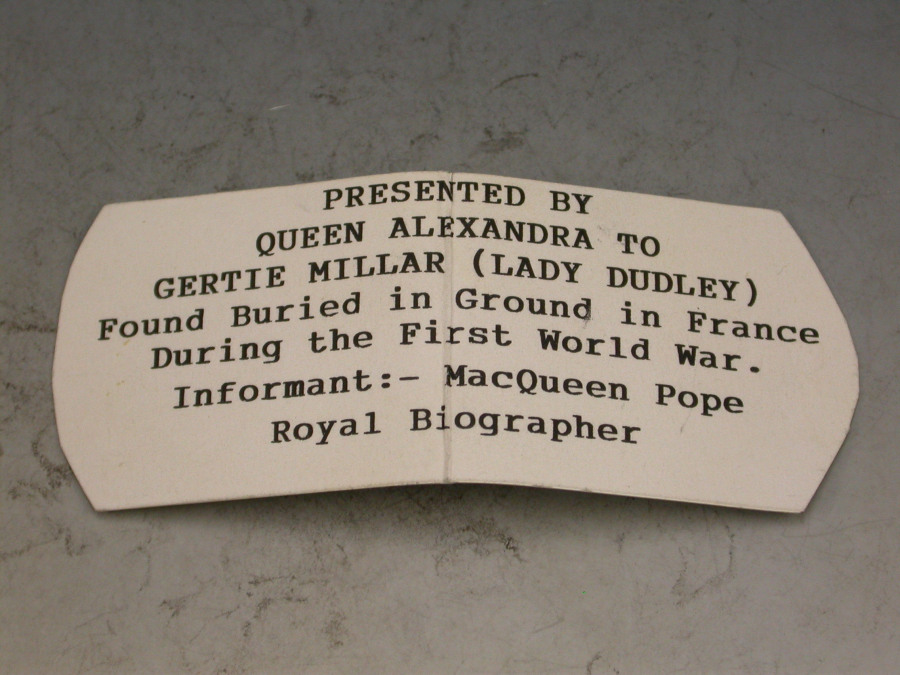 PRESENTED BY
QUEEN ALEXANDRA TO
GERTIE MILLAR (LADY DUDLEY)
Found Buried in Ground in France
During the First World War.
Informant:- MacQueen Pope
Royal Biographer